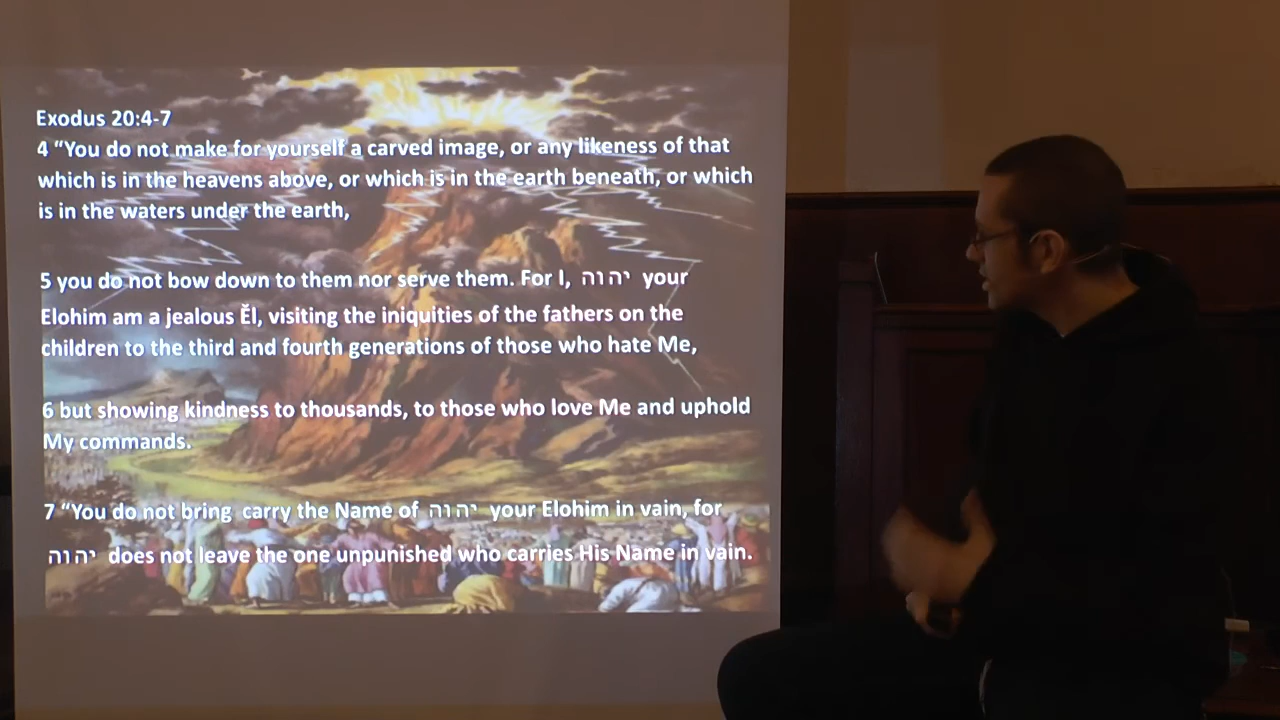 Exodus 20:4-7
4 “You do not make for yourself a carved image, or any likeness of that
which is in the heavens above, or which is in the earth beneath, or which
is in the waters under the earth,
5 you do not bow down to them nor serve them. For I, יהוה your
Elohim am a jealous Ěl, visiting the iniquities of the fathers on the
children to the third and fourth generations of those who hate Me,
6 but showing kindness to thousands, to those who love Me and uphold
My commands.
7 “You do not bring carry the Name of יהוה your Elohim in vain, for
יהוה does not leave the one unpunished who carries His Name in vain.